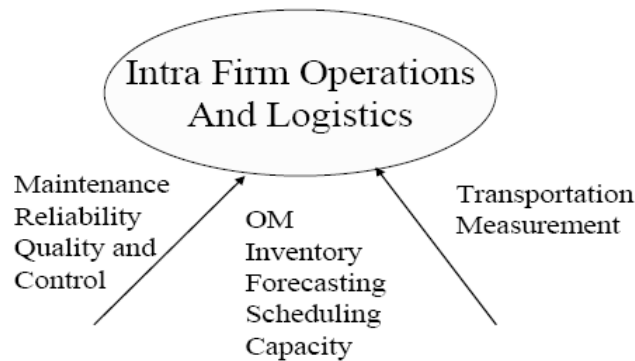 Intra Firm Operations
And Logistics
Maintenance
Reliability
Quality and
Control
OM
Inventory
Forecasting
Scheduling
Capacity
Transportation
Measurement